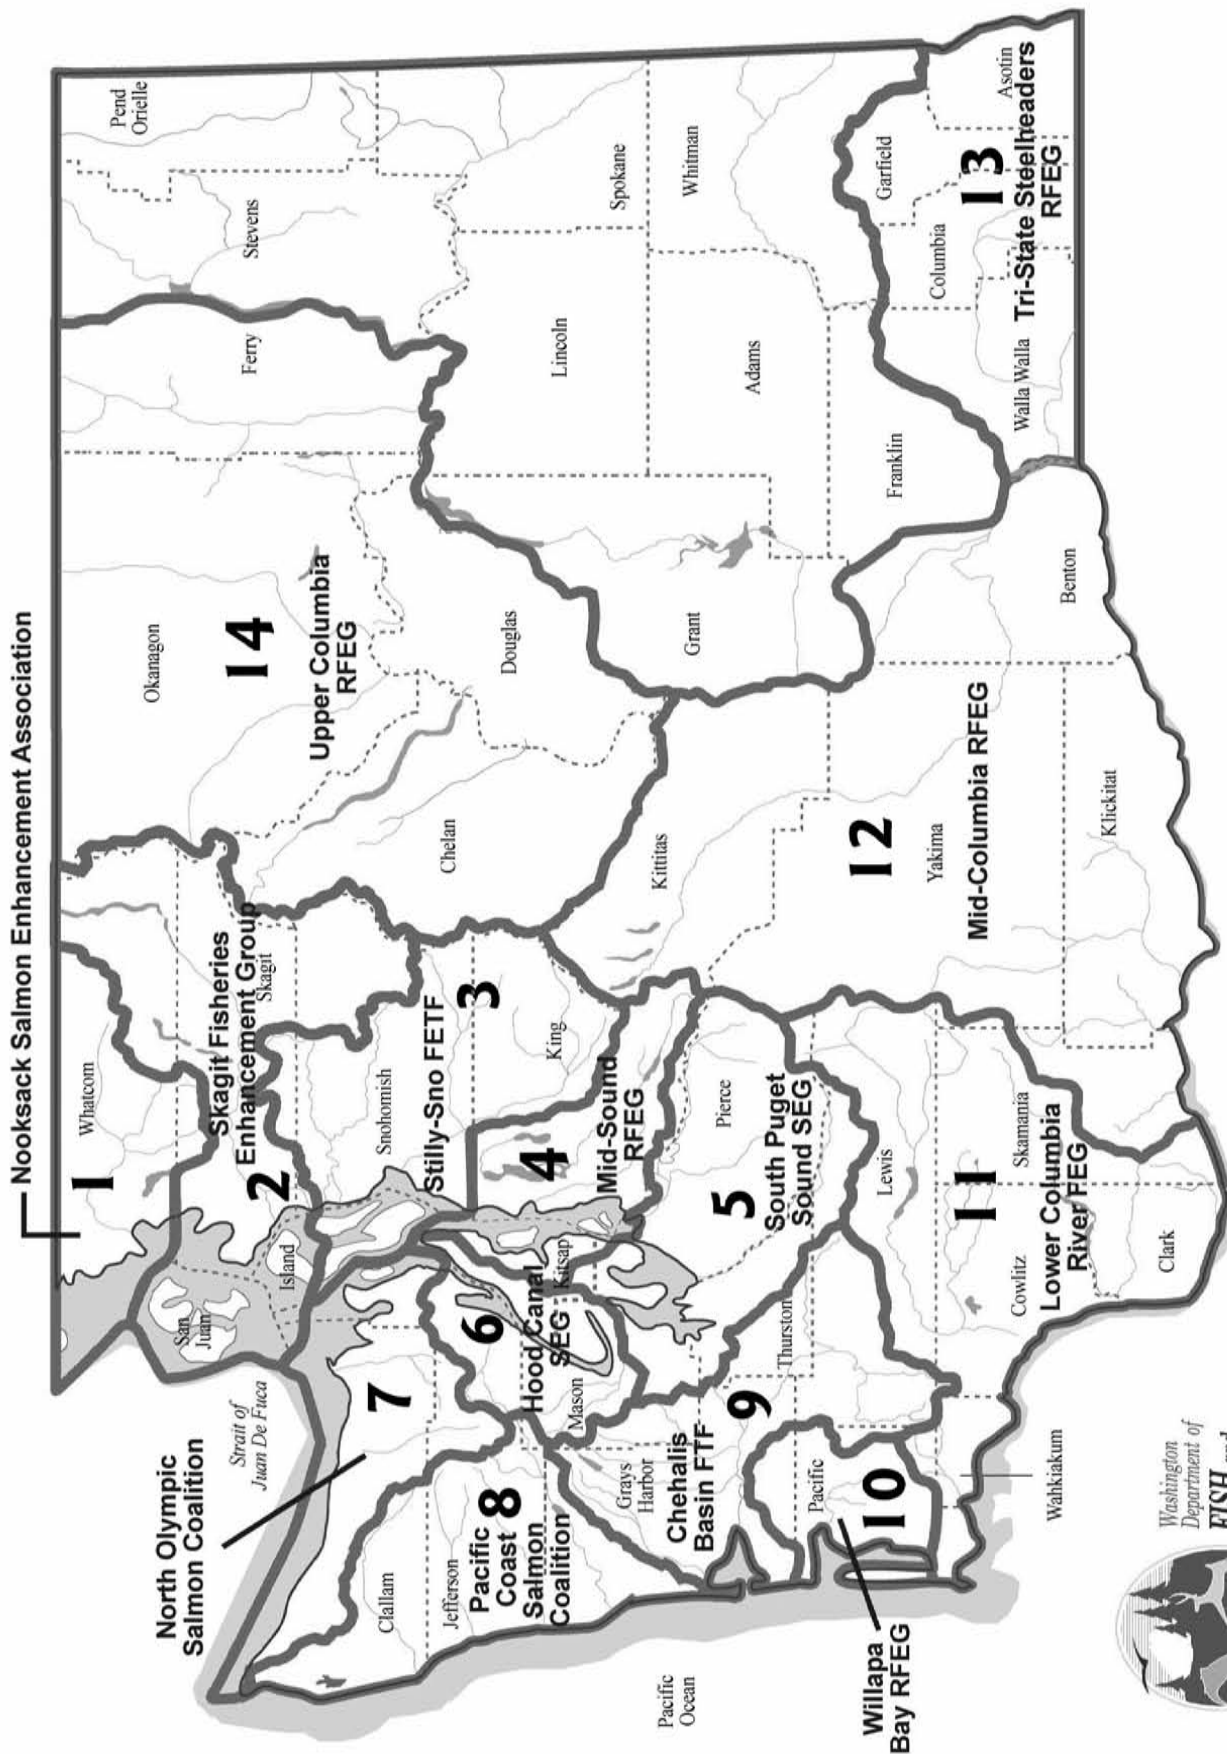 Nooksack Salmon Enhancement Association
North Olympic
Salmon Coalition
Strait of
Juan De Fuca
San
Juan
1
Whatcom
Skagit Fisheries
Enhancement Group
Skagit
2
Island
Okanagon
14
Upper Columbia
RFEG
Ferry
Stevens
Pend
Orielle
7
Clallam
Jefferson
Pacific
Coast
Salmon
Coalition
8
6
Hood Canal
SEG
Kitsap
Mason
Snohomish
Stilly-Sno FETF
3
King
4
Mid-Sound
RFEG
Chelan
Douglas
Lincoln
Spokane
Pacific
Ocean
Grays
Harbor
Chehalis
Basin FTF
9
Thurston
5
Pierce
South Puget
Sound SEG
Kittitas
Grant
Adams
Whitman
Willapa
Bay RFEG
Pacific
10
Lewis
11
Cowlitz
Skamania
Lower Columbia
River FEG
Clark
Wahkiakum
12
Yakima
Mid-Columbia RFEG
Klickitat
Benton
Franklin
Walla Walla
Columbia
Garfield
13
Asotin
Tri-State Steelheaders
RFEG
Washington
Department of
FISH and